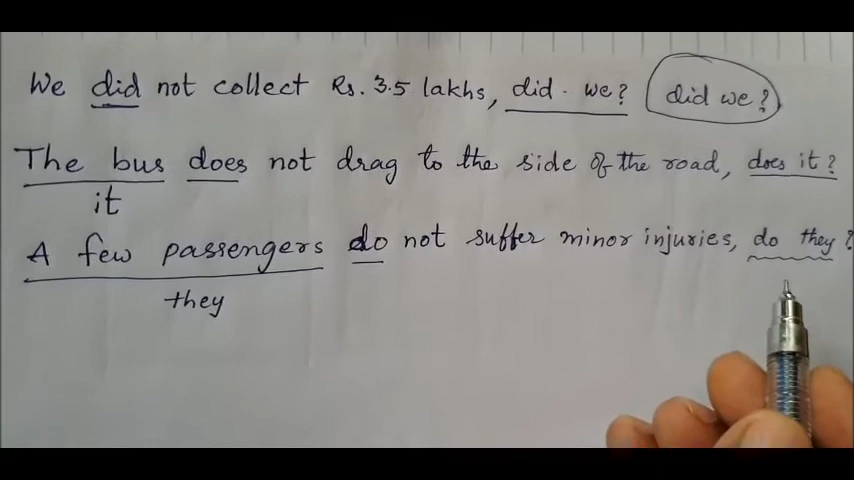 We did not collect Rs. 3.5 lakhs, did we? did we?
The bus does not drag to the side of the road, does it?
it
A few passengers do not suffer minor injuries, do they?
they